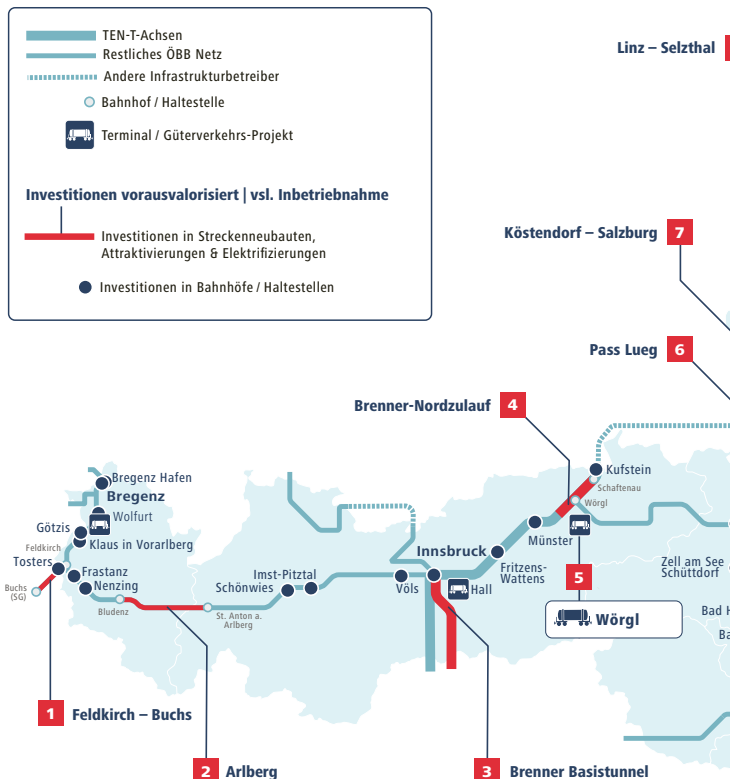 TEN-T-Achsen
Restliches ÖBB Netz
Andere Infrastrukturbetreiber
Bahnhof / Haltestelle
Terminal / Güterverkehrs-Projekt
Investitionen vorausvalorisiert | vsl. Inbetriebnahme
Investitionen in Streckenneubauten,
Attraktivierungen & Elektrifizierungen
Investitionen in Bahnhöfe / Haltestellen
Linz – Selzthal
Köstendorf – Salzburg 7
Pass Lueg 6
Brenner-Nordzulauf 4
Kufstein
Schaftenau
Wörgl
Bregenz Hafen
Bregenz
Wolfurt
Götzis
Klaus in Vorarlberg
Feldkirch
Tosters
Frastanz
Nenzing
Buchs
(SG)
Bludenz
St. Anton a.
Arlberg
Imst-Pitztal
Schönwies
Völs
Innsbruck
Hall
Fritzens-
Wattens
Münster
5
Wörgl
Zell am See
Schüttdorf
Bad H
Ba
1 Feldkirch – Buchs
2 Arlberg
3 Brenner Basistunnel